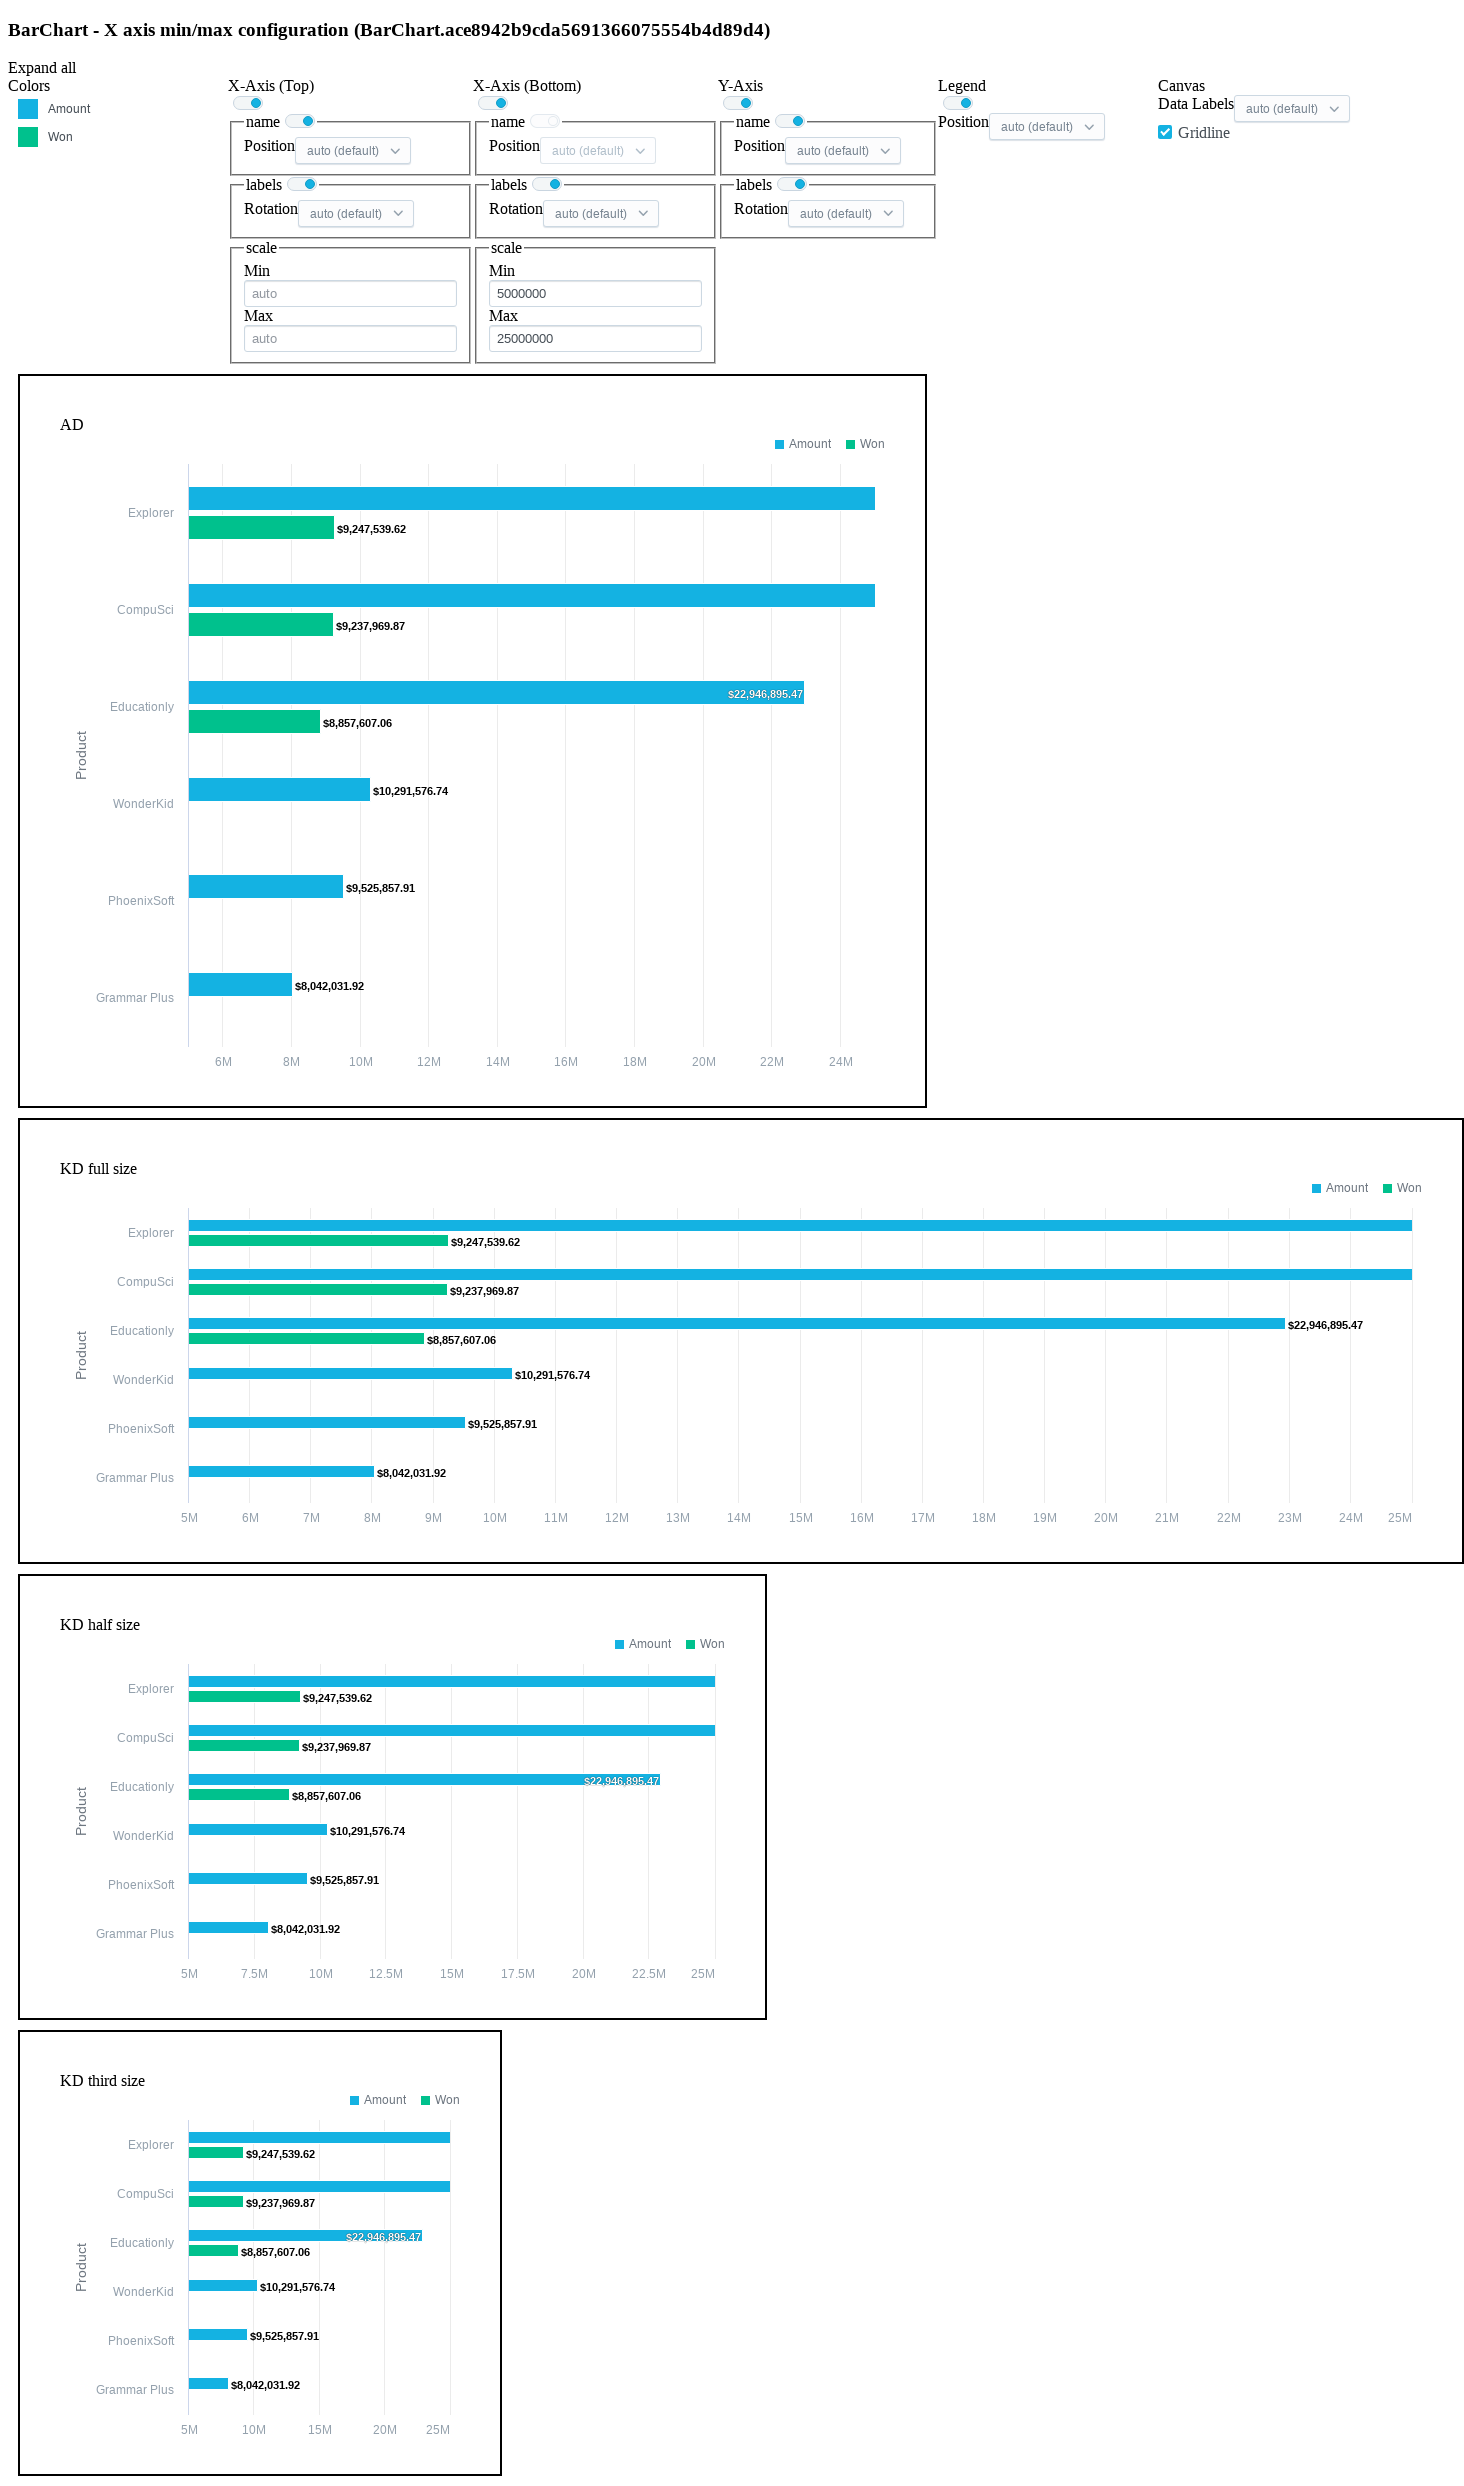 BarChart - X axis min/max configuration (BarChart.ace8942b9cda5691366075554b4d89d4)
Expand all
Colors
Amount
Won
X-Axis (Top)
name
Position auto (default)
labels
Rotation auto (default)
scale
Min
auto
Max
auto
X-Axis (Bottom)
name
Position auto (default)
labels
Rotation auto (default)
scale
Min
5000000
Max
25000000
Y-Axis
name
Position auto (default)
labels
Rotation auto (default)
Legend
Position auto (default)
Canvas
Data Labels auto (default)
Gridline
AD
Amount Won
Product
Explorer
$9,247,539.62
CompuSci
$9,237,969.87
Educationly
$22,946,895.47
$8,857,607.06
WonderKid
$10,291,576.74
PhoenixSoft
$9,525,857.91
Grammar Plus
$8,042,031.92
6M 8M 10M 12M 14M 16M 18M 20M 22M 24M
KD full size
Amount Won
Product
Explorer
$9,247,539.62
CompuSci
$9,237,969.87
Educationly
$22,946,895.47
$8,857,607.06
WonderKid
$10,291,576.74
PhoenixSoft
$9,525,857.91
Grammar Plus
$8,042,031.92
5M 6M 7M 8M 9M 10M 11M 12M 13M 14M 15M 16M 17M 18M 19M 20M 21M 22M 23M 24M 25M
KD half size
Amount Won
Product
Explorer
$9,247,539.62
CompuSci
$9,237,969.87
Educationly
$22,946,895.47
$8,857,607.06
WonderKid
$10,291,576.74
PhoenixSoft
$9,525,857.91
Grammar Plus
$8,042,031.92
5M 7.5M 10M 12.5M 15M 17.5M 20M 22.5M 25M
KD third size
Amount Won
Product
Explorer
$9,247,539.62
CompuSci
$9,237,969.87
Educationly
$22,946,895.47
$8,857,607.06
WonderKid
$10,291,576.74
PhoenixSoft
$9,525,857.91
Grammar Plus
$8,042,031.92
5M 10M 15M 20M 25M